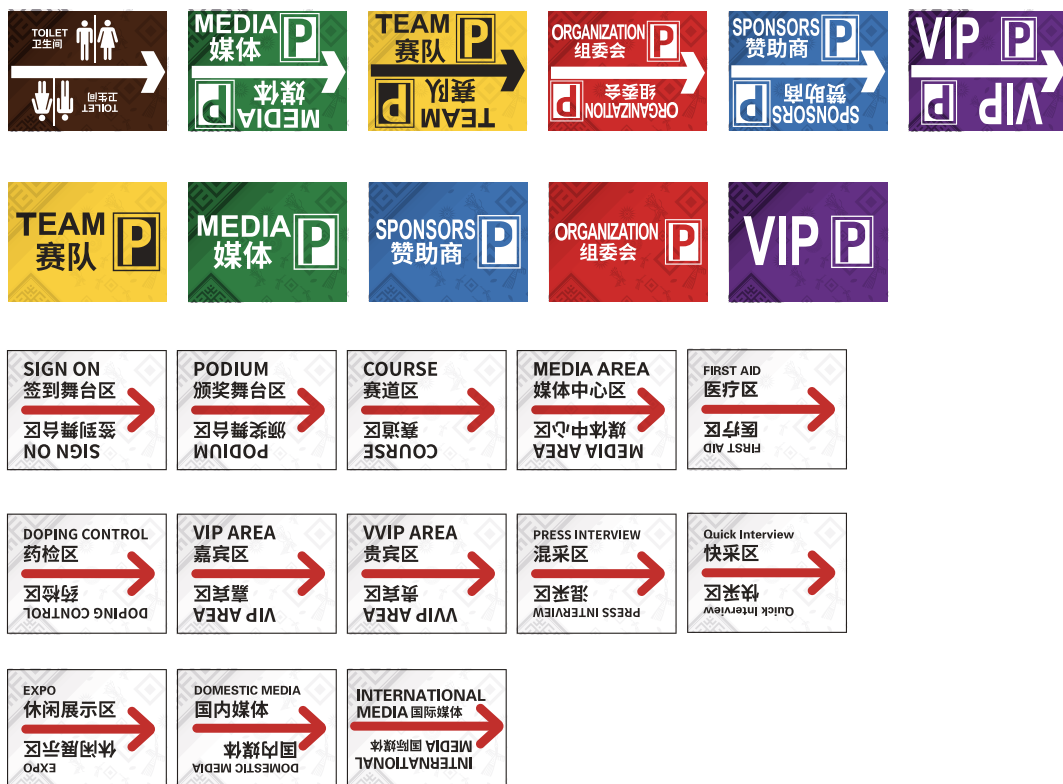 TOILET
卫生间
TOILET
卫生间
MEDIA P
媒体
MEDIA P
媒体
TEAM P
赛队
TEAM P
赛队
ORGANIZATION P
组委会
ORGANIZATION P
组委会
SPONSORS P
赞助商
SPONSORS P
赞助商
VIP P
VIP P
TEAM P
赛队
MEDIA P
媒体
SPONSORS P
赞助商
ORGANIZATION P
组委会
VIP P
SIGN ON
签到舞台区
SIGN ON
签到舞台区
PODIUM
颁奖舞台区
PODIUM
颁奖舞台区
COURSE
赛道区
COURSE
赛道区
MEDIA AREA
媒体中心区
MEDIA AREA
媒体中心区
FIRST AID
医疗区
FIRST AID
医疗区
DOPING CONTROL
药检区
DOPING CONTROL
药检区
VIP AREA
嘉宾区
VIP AREA
嘉宾区
VVIP AREA
贵宾区
VVIP AREA
贵宾区
PRESS INTERVIEW
混采区
PRESS INTERVIEW
混采区
Quick Interview
快采区
Quick Interview
快采区
EXPO
休闲展示区
EXPO
休闲展示区
DOMESTIC MEDIA
国内媒体
DOMESTIC MEDIA
国内媒体
INTERNATIONAL
MEDIA 国际媒体
INTERNATIONAL
MEDIA 国际媒体